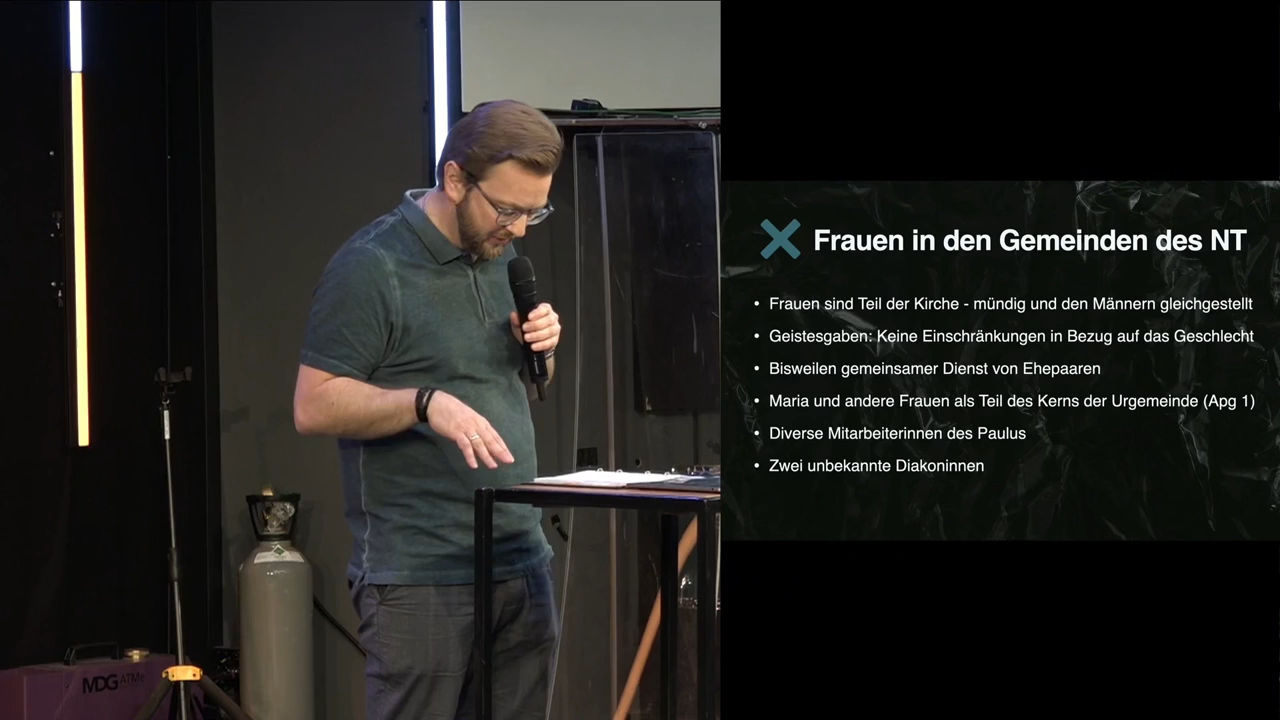 Frauen in den Gemeinden des NT
• Frauen sind Teil der Kirche - mündig und den Männern gleichgestellt
• Geistesgaben: Keine Einschränkungen in Bezug auf das Geschlecht
• Bisweilen gemeinsamer Dienst von Ehepaaren
• Maria und andere Frauen als Teil des Kerns der Urgemeinde (Apg 1)
• Diverse Mitarbeiterinnen des Paulus
• Zwei unbekannte Diakoninnen
MDG ATMe